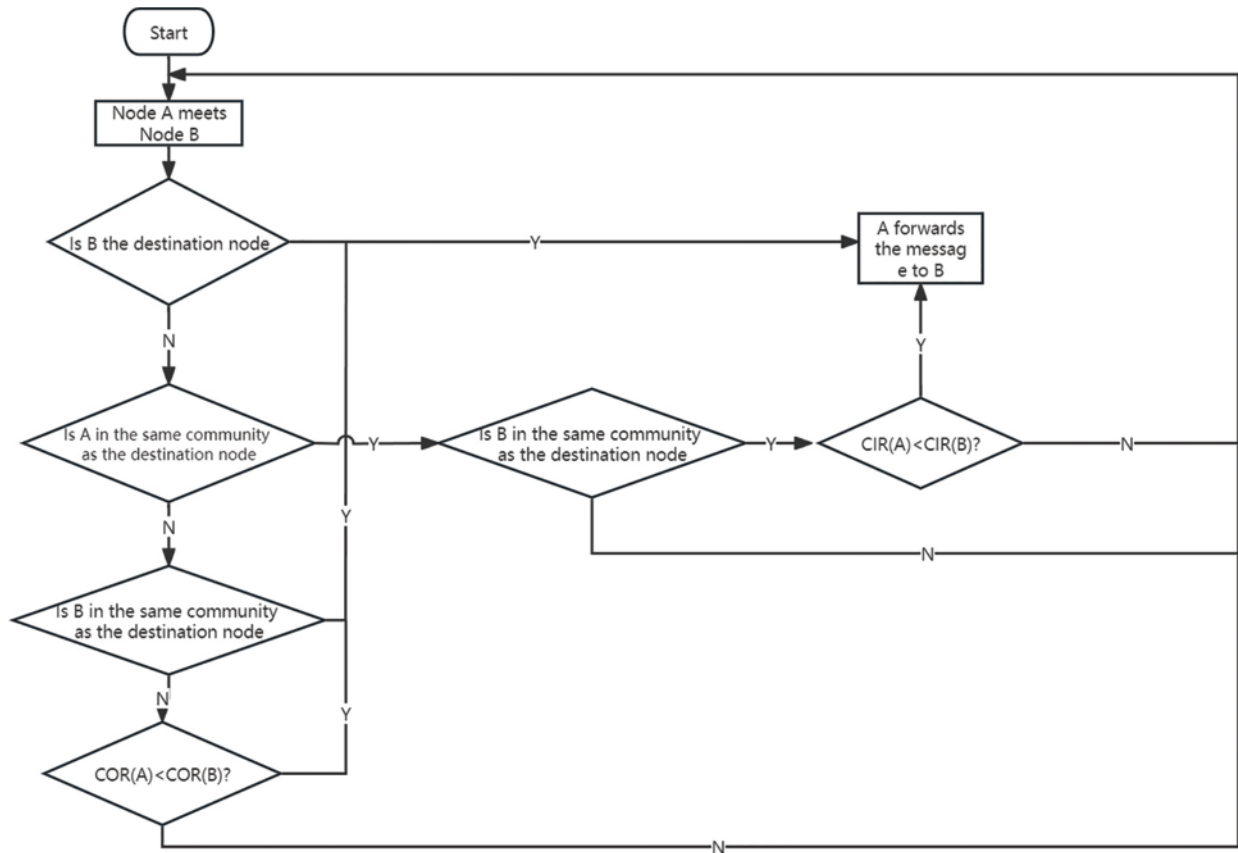 Start
Node A meets
Node B
Is B the destination node
Y
A forwards
the messag
e to B
N
Y
Is A in the same community
as the destination node
Y
Is B in the same community
as the destination node
Y
CIR(A)<CIR(B)?
N
N
Y
N
Is B in the same community
as the destination node
N
Y
COR(A)<COR(B)?
N